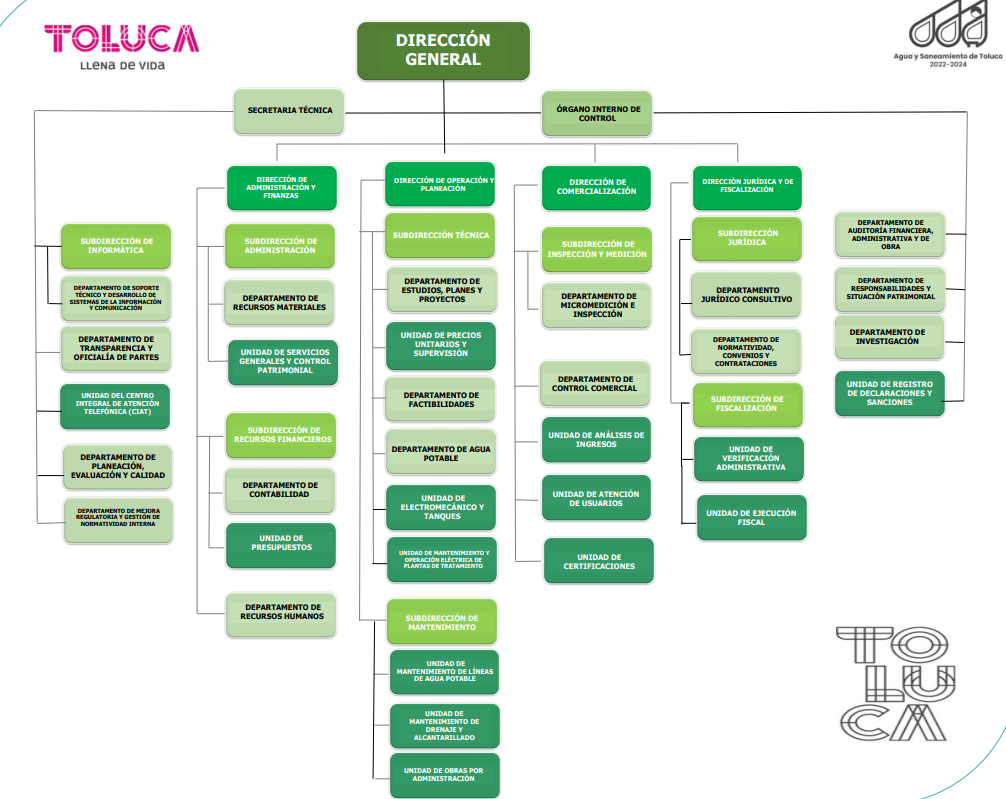 TOLUCA
LLENA DE VIDA
DIRECCIÓN
GENERAL
Agua y Saneamiento de Toluca
2022-2024
SECRETARIA TÉCNICA
ÓRGANO INTERNO DE
CONTROL
DIRECCIÓN DE
ADMINISTRACIÓN Y
FINANZAS
DIRECCIÓN DE OPERACIÓN Y
PLANEACIÓN
DIRECCIÓN DE
COMERCIALIZACIÓN
DIRECCIÓN JURÍDICA Y DE
FISCALIZACIÓN
SUBDIRECCIÓN DE
INFORMÁTICA
DEPARTAMENTO DE SOPORTE
TÉCNICO Y DESARROLLO DE
SISTEMAS DE LA INFORMACIÓN
Y COMUNICACIÓN
DEPARTAMENTO DE
TRANSPARENCIA Y
OFICIALÍA DE PARTES
UNIDAD DEL CENTRO
INTEGRAL DE ATENCIÓN
TELEFÓNICA (CIAT)
DEPARTAMENTO DE
PLANEACIÓN,
EVALUACIÓN Y CALIDAD
DEPARTAMENTO DE MEJORA
REGULATORIA Y GESTIÓN DE
NORMATIVIDAD INTERNA
SUBDIRECCIÓN DE
ADMINISTRACIÓN
DEPARTAMENTO DE
RECURSOS MATERIALES
UNIDAD DE SERVICIOS
GENERALES Y CONTROL
PATRIMONIAL
SUBDIRECCIÓN DE
RECURSOS FINANCIEROS
DEPARTAMENTO DE
CONTABILIDAD
UNIDAD DE
PRESUPUESTOS
DEPARTAMENTO DE
RECURSOS HUMANOS
SUBDIRECCIÓN TÉCNICA
DEPARTAMENTO DE
ESTUDIOS, PLANES Y
PROYECTOS
UNIDAD DE PRECIOS
UNITARIOS Y
SUPERVISIÓN
DEPARTAMENTO DE
FACTIBILIDADES
DEPARTAMENTO DE AGUA
POTABLE
UNIDAD DE
ELECTROMECÁNICO Y
TANQUES
UNIDAD DE MANTENIMIENTO Y
OPERACIÓN ELÉCTRICA DE
PLANTAS DE TRATAMIENTO
SUBDIRECCIÓN DE
MANTENIMIENTO
UNIDAD DE
MANTENIMIENTO DE LÍNEAS
DE AGUA POTABLE
UNIDAD DE
MANTENIMIENTO DE
DRENAJE Y
ALCANTARILLADO
UNIDAD DE OBRAS POR
ADMINISTRACIÓN
SUBDIRECCIÓN DE
INSPECCIÓN Y MEDICIÓN
DEPARTAMENTO DE
MICROMEDICIÓN E
INSPECCIÓN
DEPARTAMENTO DE
CONTROL COMERCIAL
UNIDAD DE ANÁLISIS DE
INGRESOS
UNIDAD DE ATENCIÓN
DE USUARIOS
UNIDAD DE
CERTIFICACIONES
SUBDIRECCIÓN
JURÍDICA
DEPARTAMENTO
JURÍDICO CONSULTIVO
DEPARTAMENTO DE
NORMATIVIDAD,
CONVENIOS Y
CONTRATACIONES
SUBDIRECCIÓN DE
FISCALIZACIÓN
UNIDAD DE
VERIFICACIÓN
ADMINISTRATIVA
UNIDAD DE EJECUCIÓN
FISCAL
DEPARTAMENTO DE
AUDITORÍA FINANCIERA,
ADMINISTRATIVA Y DE
OBRA
DEPARTAMENTO DE
RESPONSABILIDADES Y
SITUACIÓN PATRIMONIAL
DEPARTAMENTO DE
INVESTIGACIÓN
UNIDAD DE REGISTRO
DE DECLARACIONES Y
SANCIONES
TO
LU
CA